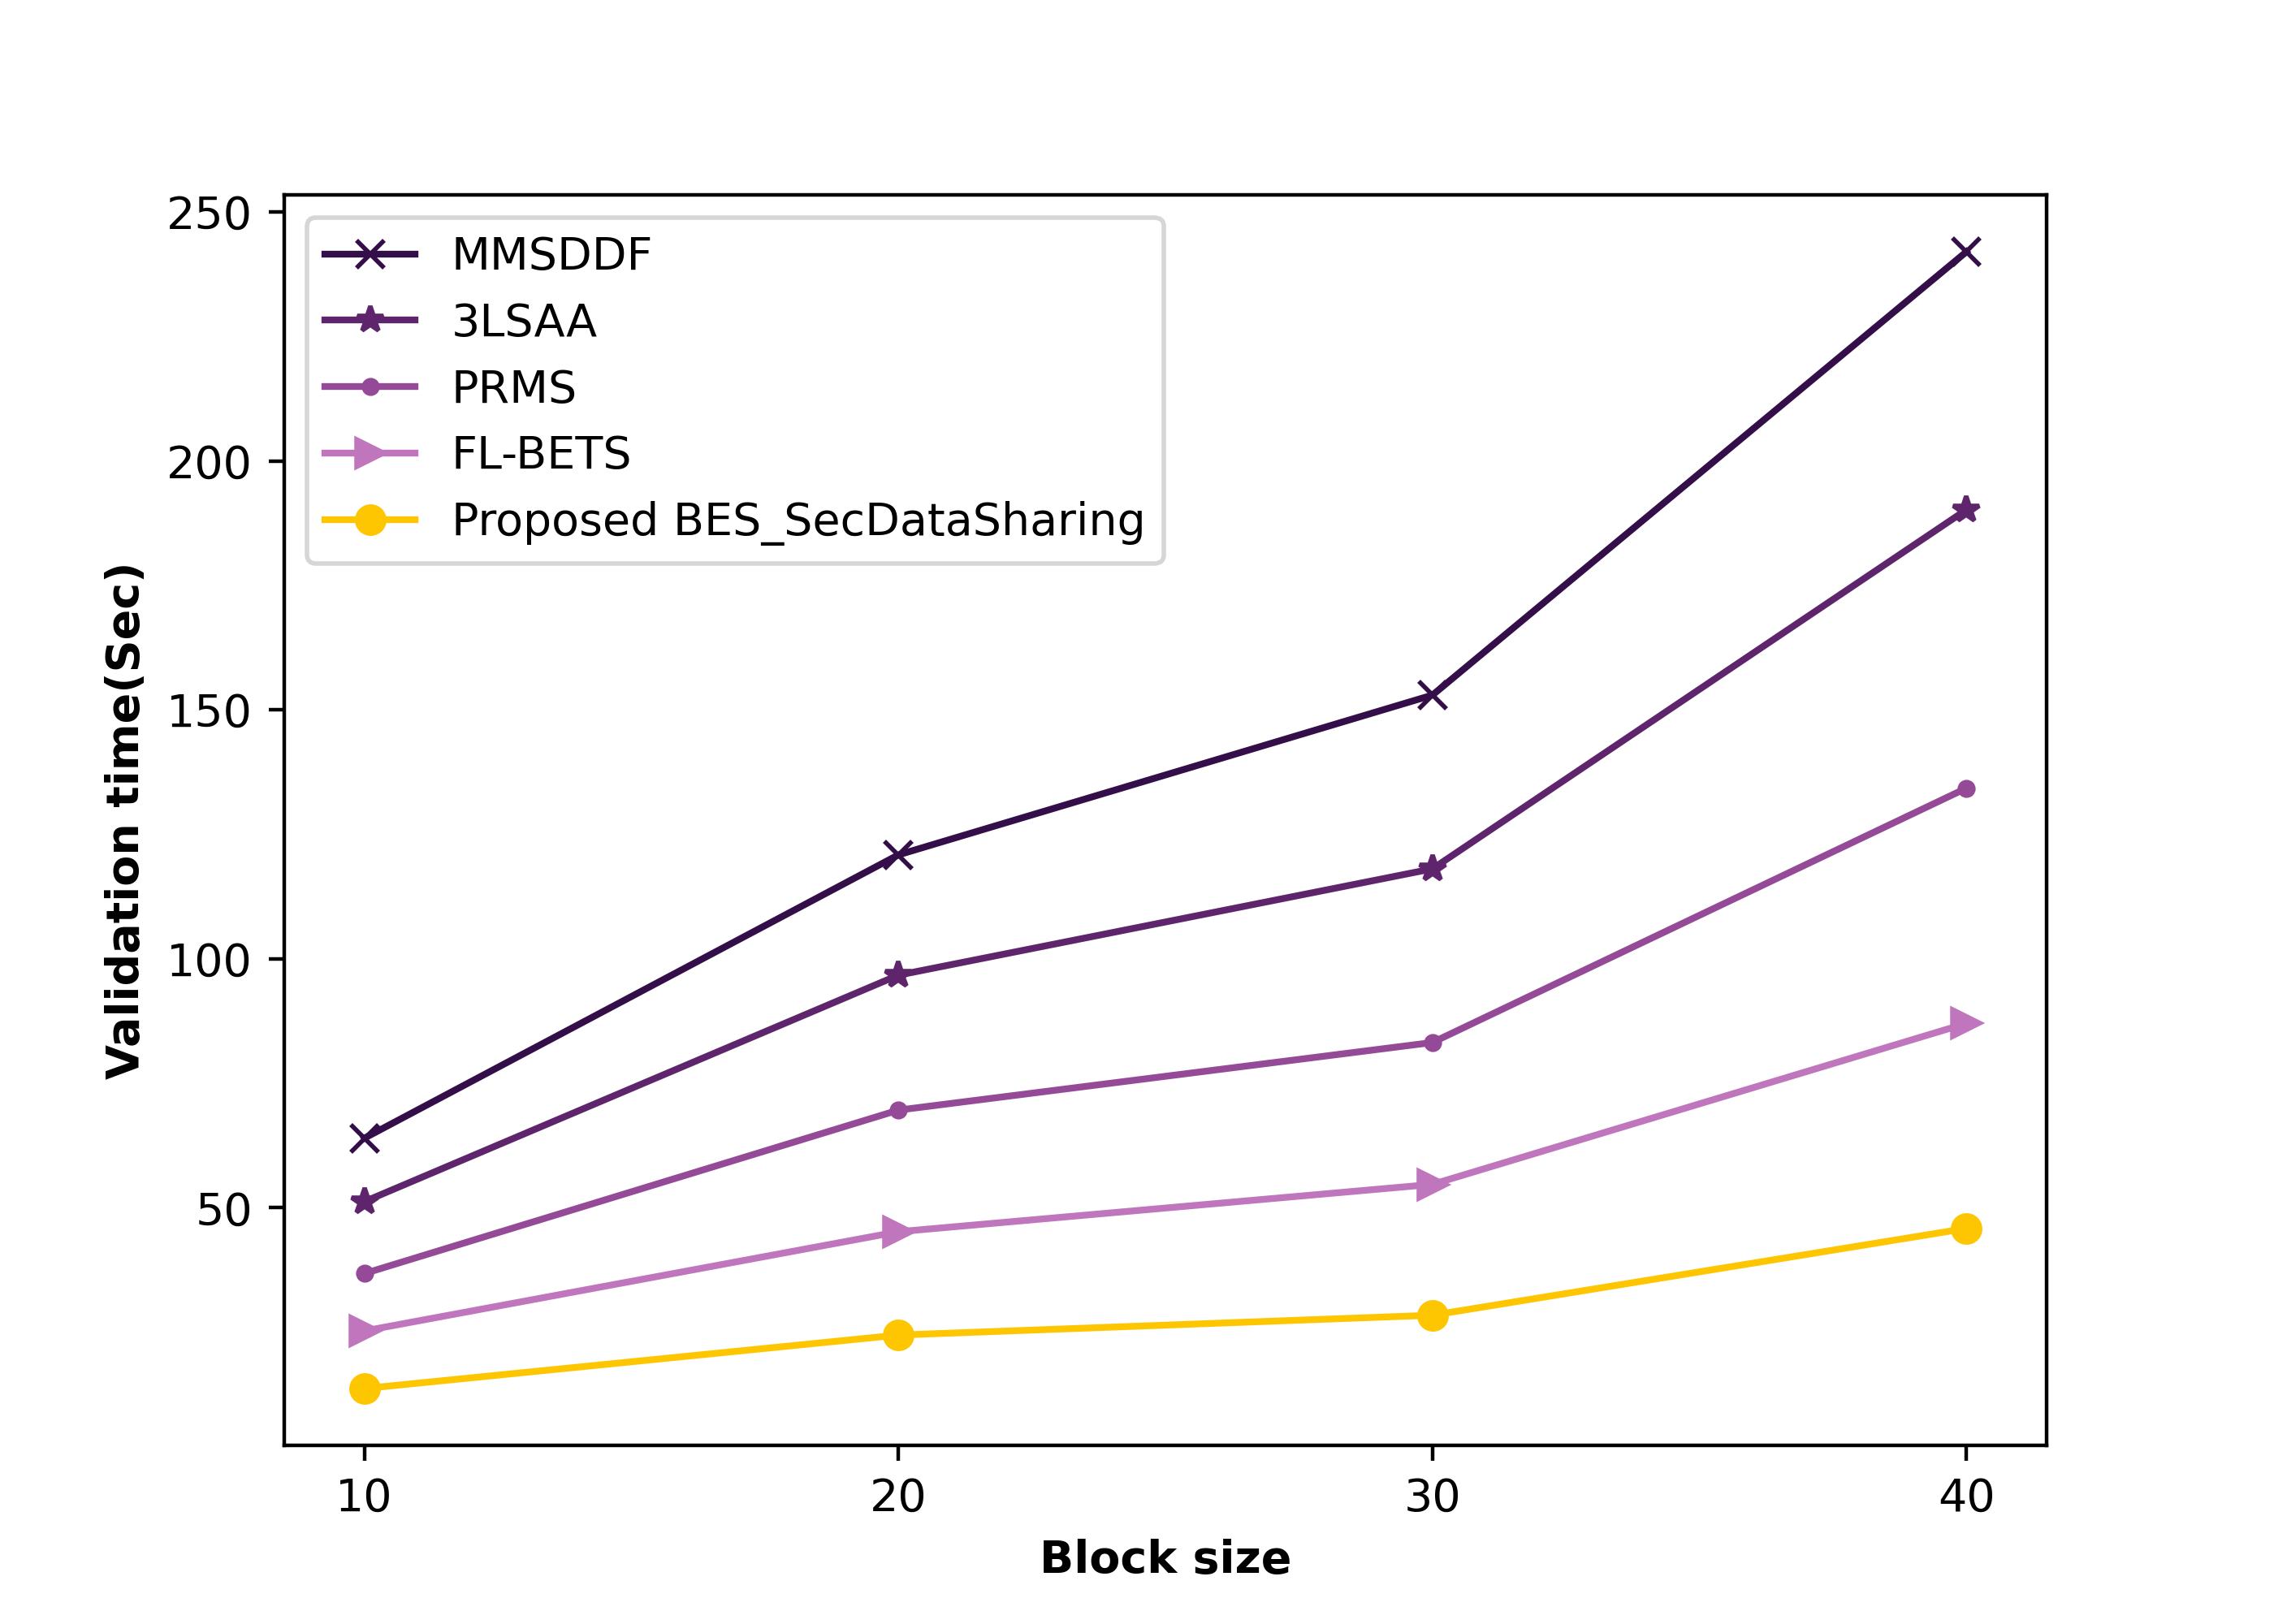 250
200
150
100
50
Validation time(Sec)
MMSDDF
3LSAA
PRMS
FL-BETS
Proposed BES_SecDataSharing
10 20 30 40
Block size